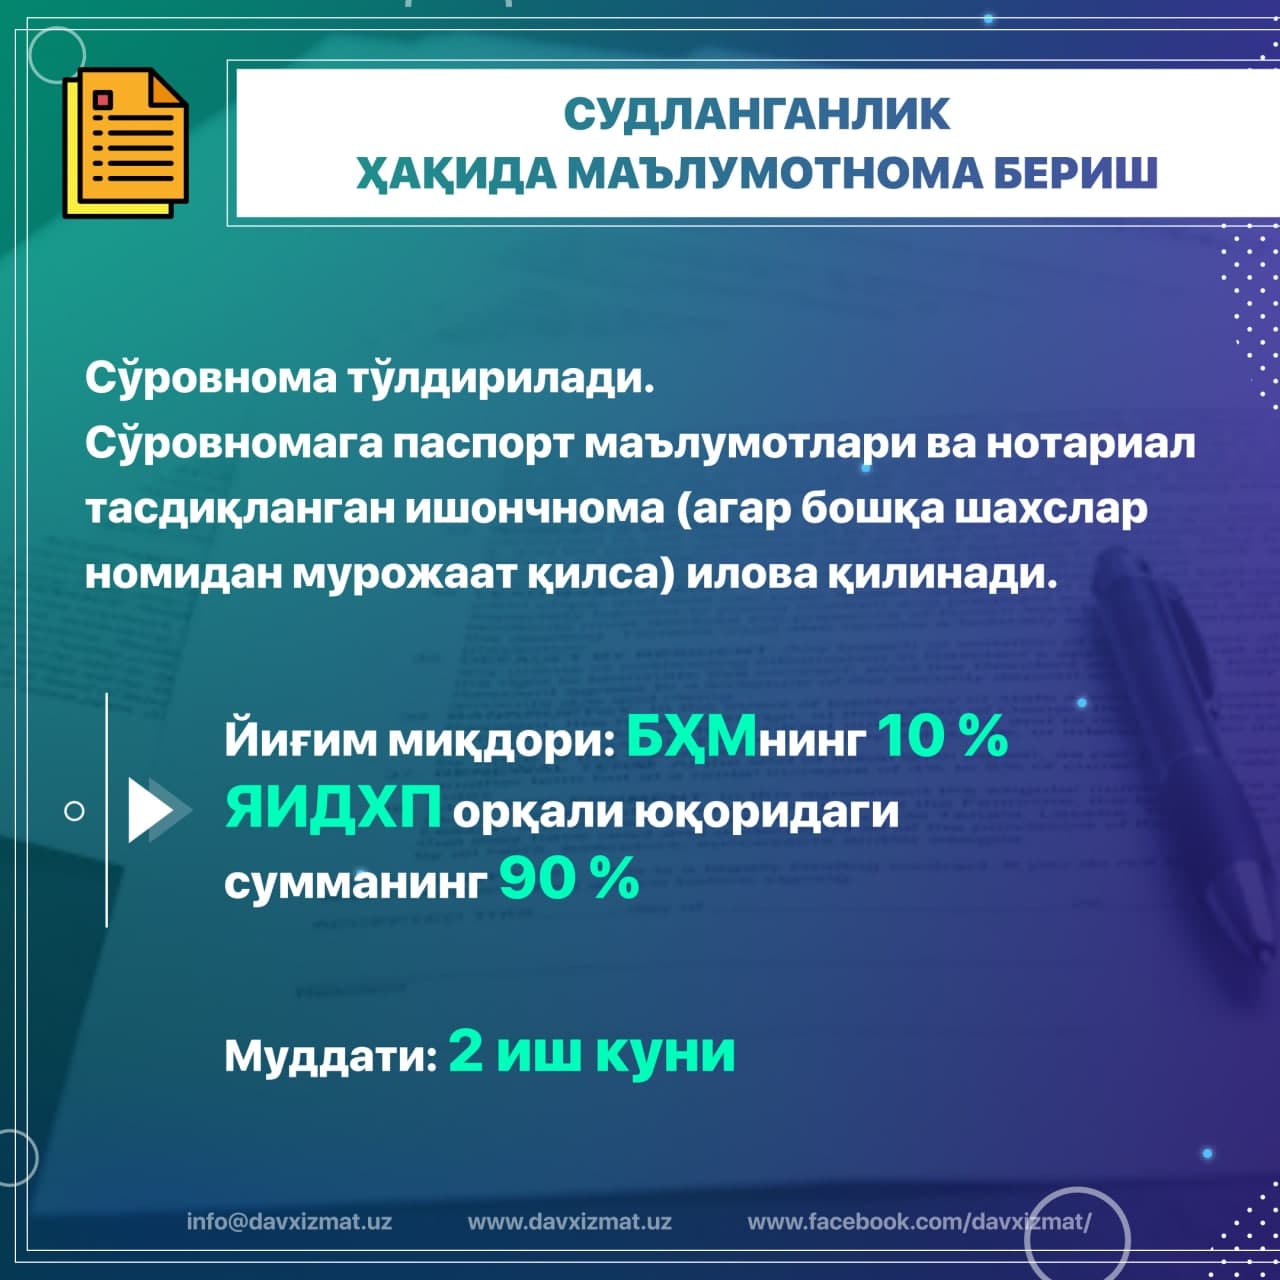 СУДЛАНГАНЛИК
ҲАҚИДА МАЪЛУМОТНОМА БЕРИШ
Сўровнома тўлдирилади.
Сўровномага паспорт маълумотлари ва нотариал
тасдиқланган ишончнома (агар бошқа шахслар
номидан мурожаат қилса) илова қилинади.
Йиғим миқдори: БҲМнинг 10 %
ЯИДХП орқали юқоридаги
сумманинг 90 %
Муддати: 2 иш куни
info@davxizmat.uz www.davxizmat.uz www.facebook.com/davxizmat/